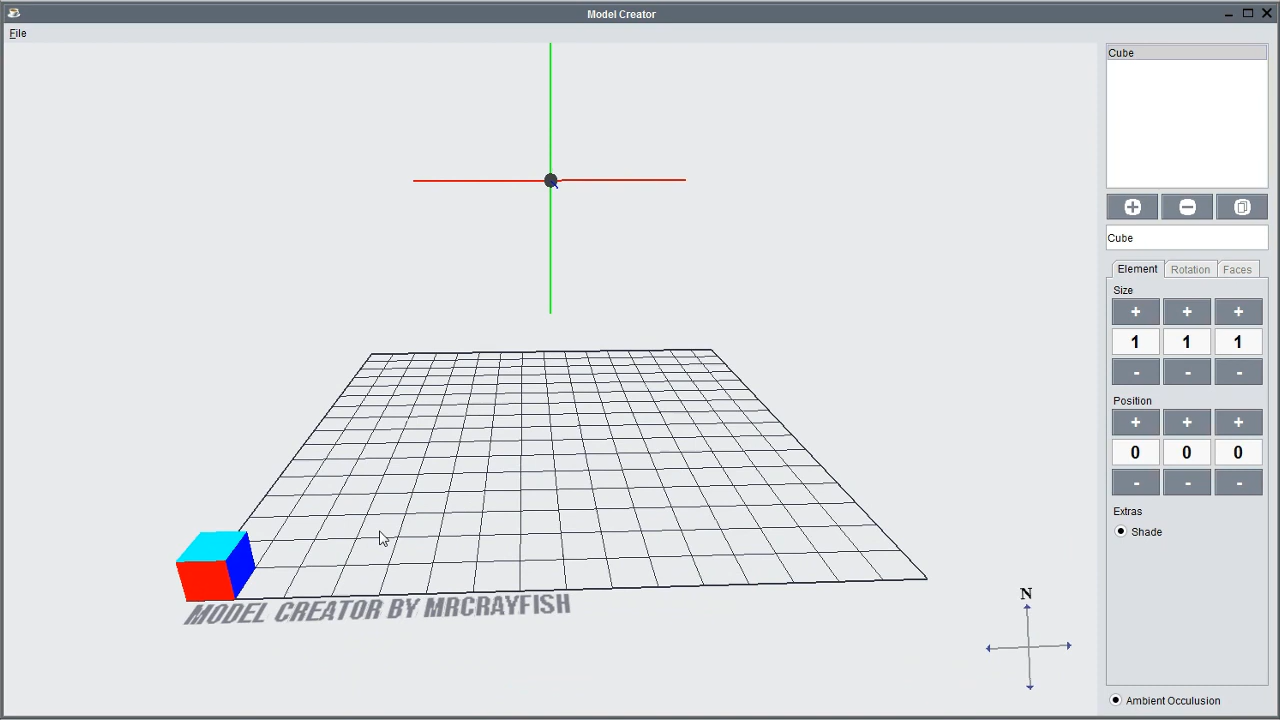 Model Creator
File
Cube
Cube
Element Rotation Faces
Size
+ + +
1 1 1
- - -
Position
+ + +
0 0 0
- - -
Extras
Shade
MODEL CREATOR BY MRCRAYFISH
N
Ambient Occulusion